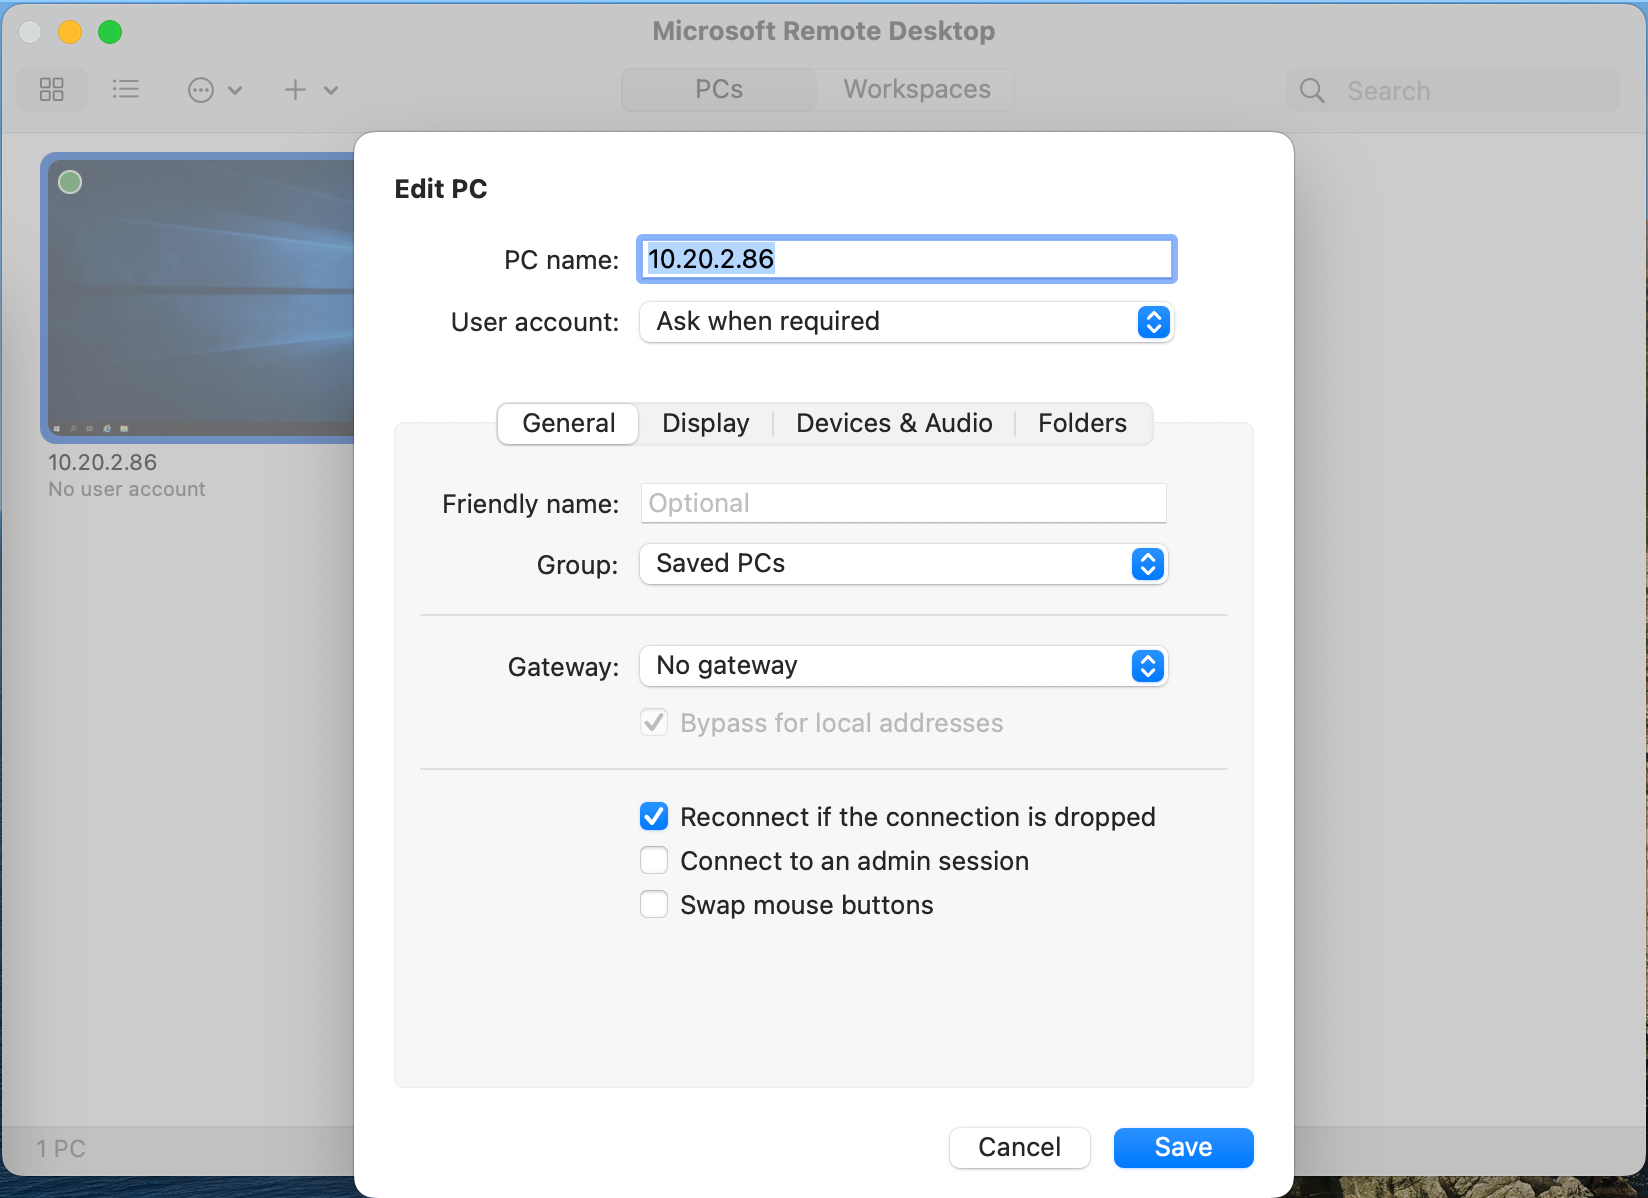 Microsoft Remote Desktop
PCs
Workspaces
Search
Edit PC
PC name: 10.20.2.86
User account: Ask when required
General
Display
Devices & Audio
Folders
10.20.2.86
No user account
Friendly name: Optional
Group: Saved PCs
Gateway: No gateway
Bypass for local addresses
Reconnect if the connection is dropped
Connect to an admin session
Swap mouse buttons
1 PC
Cancel
Save